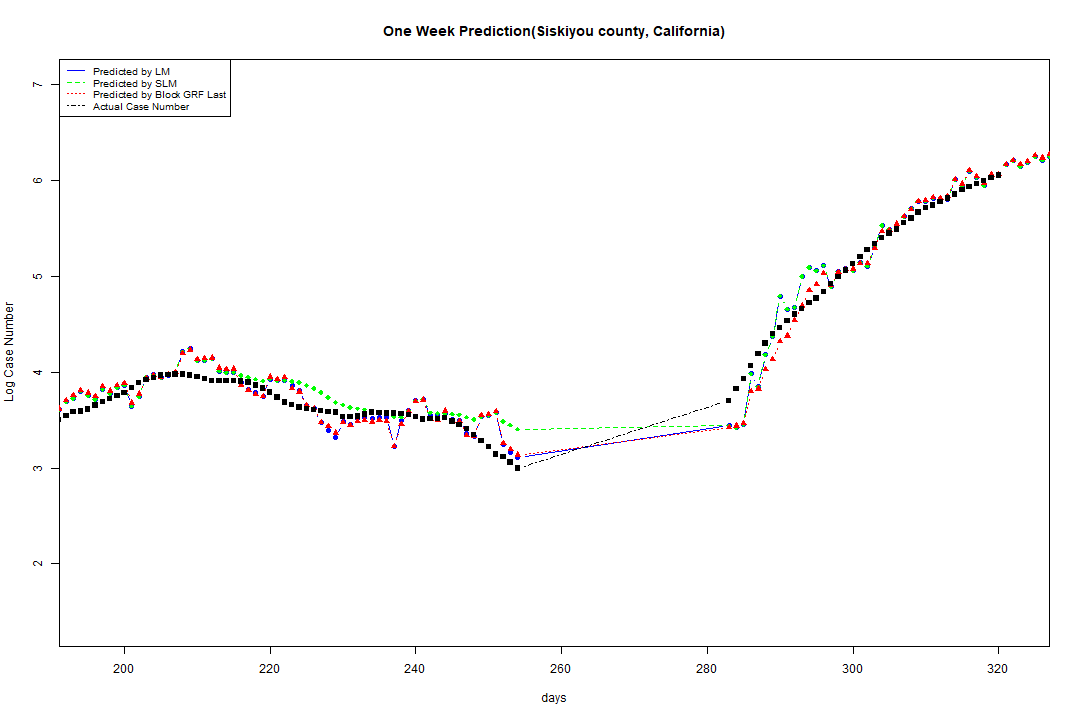 One Week Prediction(Siskiyou county, California)
Predicted by LM
Predicted by SLM
Predicted by Block GRF Last
Actual Case Number
7
6
5
4
3
2
Log Case Number
200
220
240
260
280
300
320
days